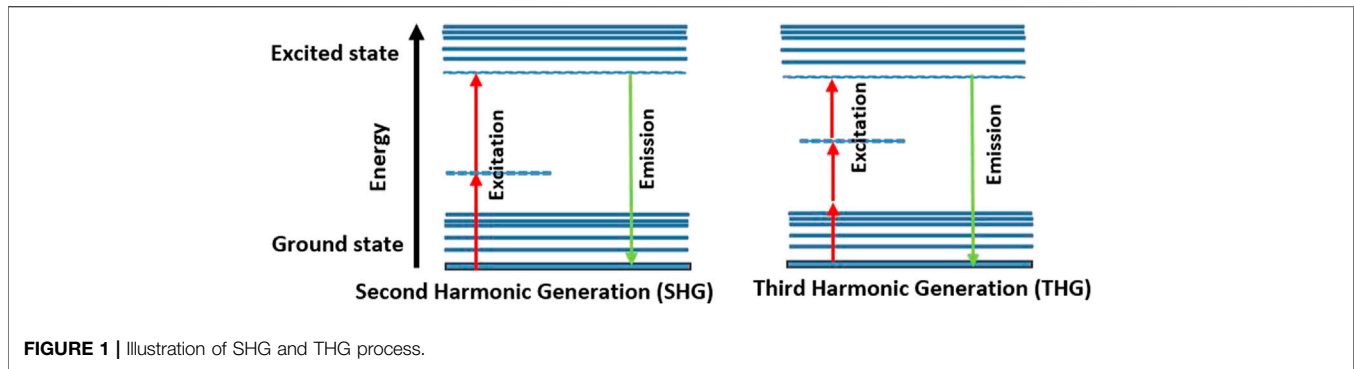 Excited state
Energy
Ground state
Excitation
Emission
Second Harmonic Generation (SHG)
Excitation
Emission
Third Harmonic Generation (THG)
FIGURE 1 | Illustration of SHG and THG process.